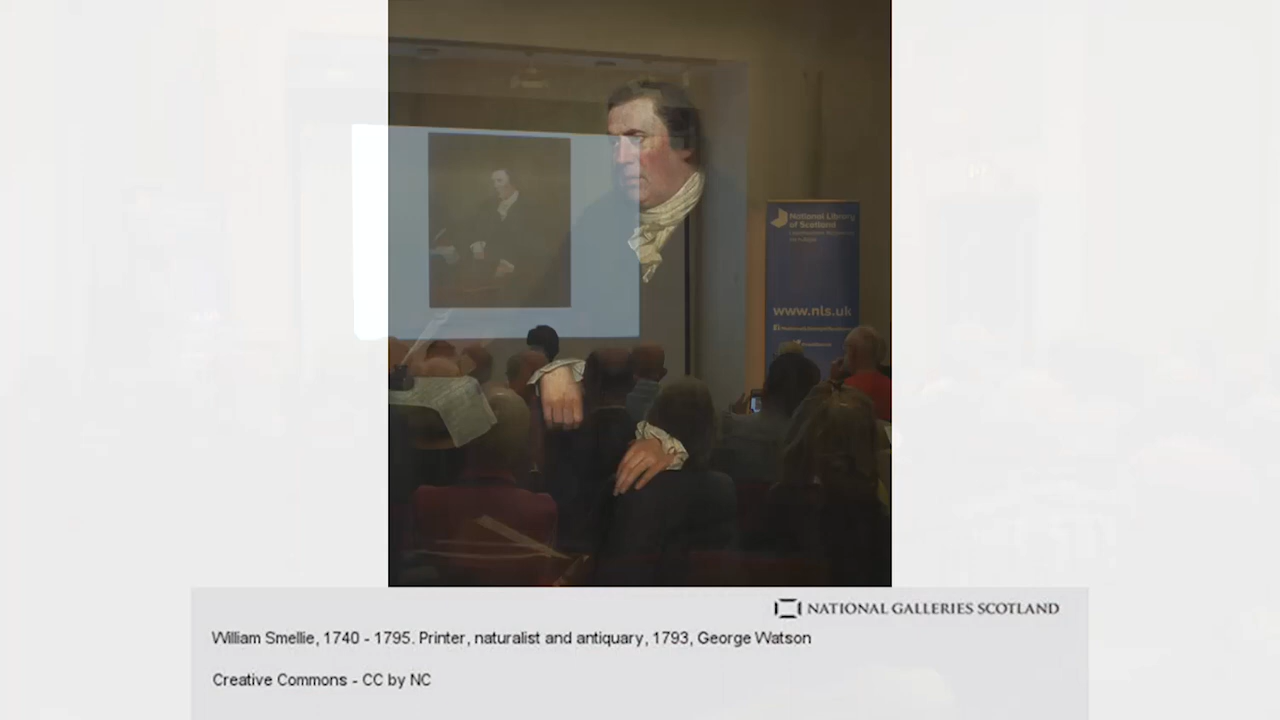 National Library
of Scotland
www.nls.uk
NATIONAL GALLERIES SCOTLAND
William Smellie, 1740 - 1795. Printer, naturalist and antiquary, 1793, George Watson
Creative Commons - CC by NC